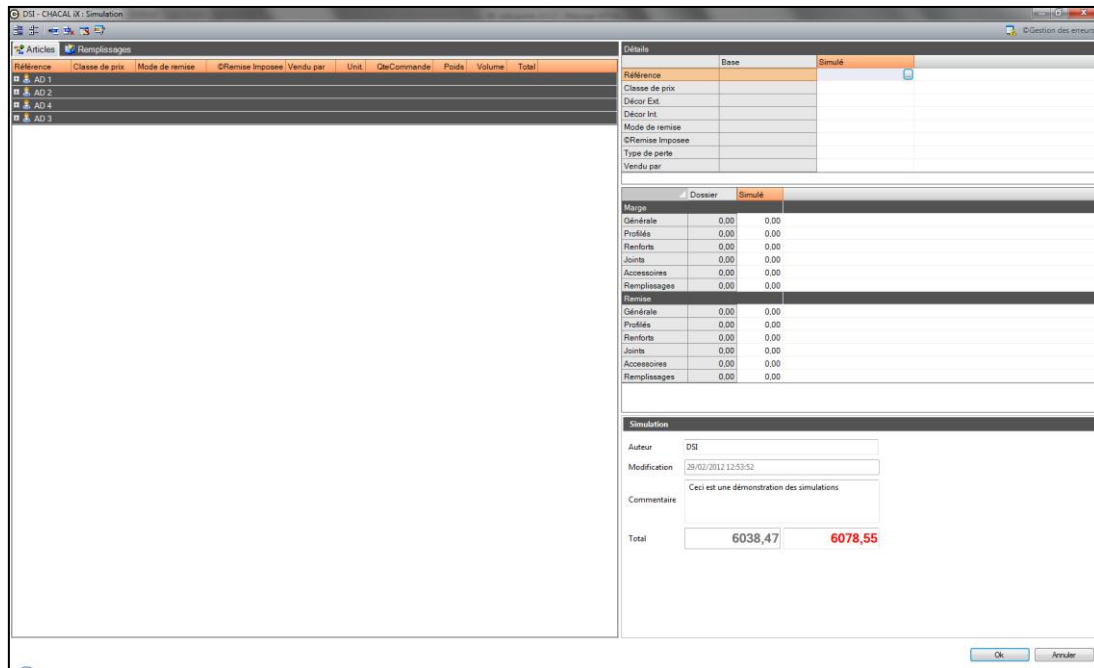 DSI - CHACAL iX : Simulation
©Gestion des erreurs
Articles Remplissages
Référence Classe de prix Mode de remise ©Remise Imposee Vendu par Unit. QteCommande Poids Volume Total
AD 1
AD 2
AD 4
AD 3
Détails
Base Simulé
Référence
Classe de prix
Décor Ext.
Décor Int.
Mode de remise
©Remise Imposee
Type de perte
Vendu par
Dossier Simulé
Marge
Générale 0,00 0,00
Profilés 0,00 0,00
Renforts 0,00 0,00
Joints 0,00 0,00
Accessoires 0,00 0,00
Remplissages 0,00 0,00
Remise
Générale 0,00 0,00
Profilés 0,00 0,00
Renforts 0,00 0,00
Joints 0,00 0,00
Accessoires 0,00 0,00
Remplissages 0,00 0,00
Simulation
Auteur DSI
Modification 29/02/2012 12:53:52
Commentaire Ceci est une démonstration des simulations
Total 6038,47 6078,55
Ok Annuler